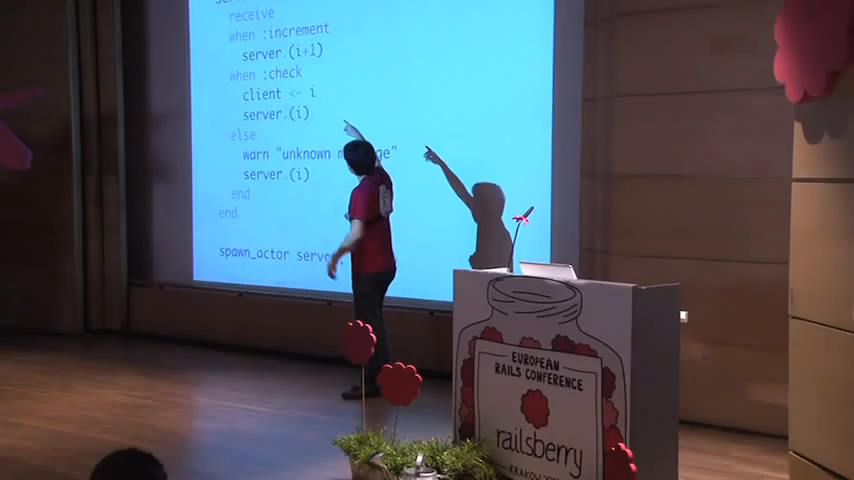 receive
when :increment
server.(i+1)
when :check
client <- i
server.(i)
else
warn "unknown
server.(i)
end
end
spawn_actor
EUROPEAN
RAILS CONFERENCE
railsberry